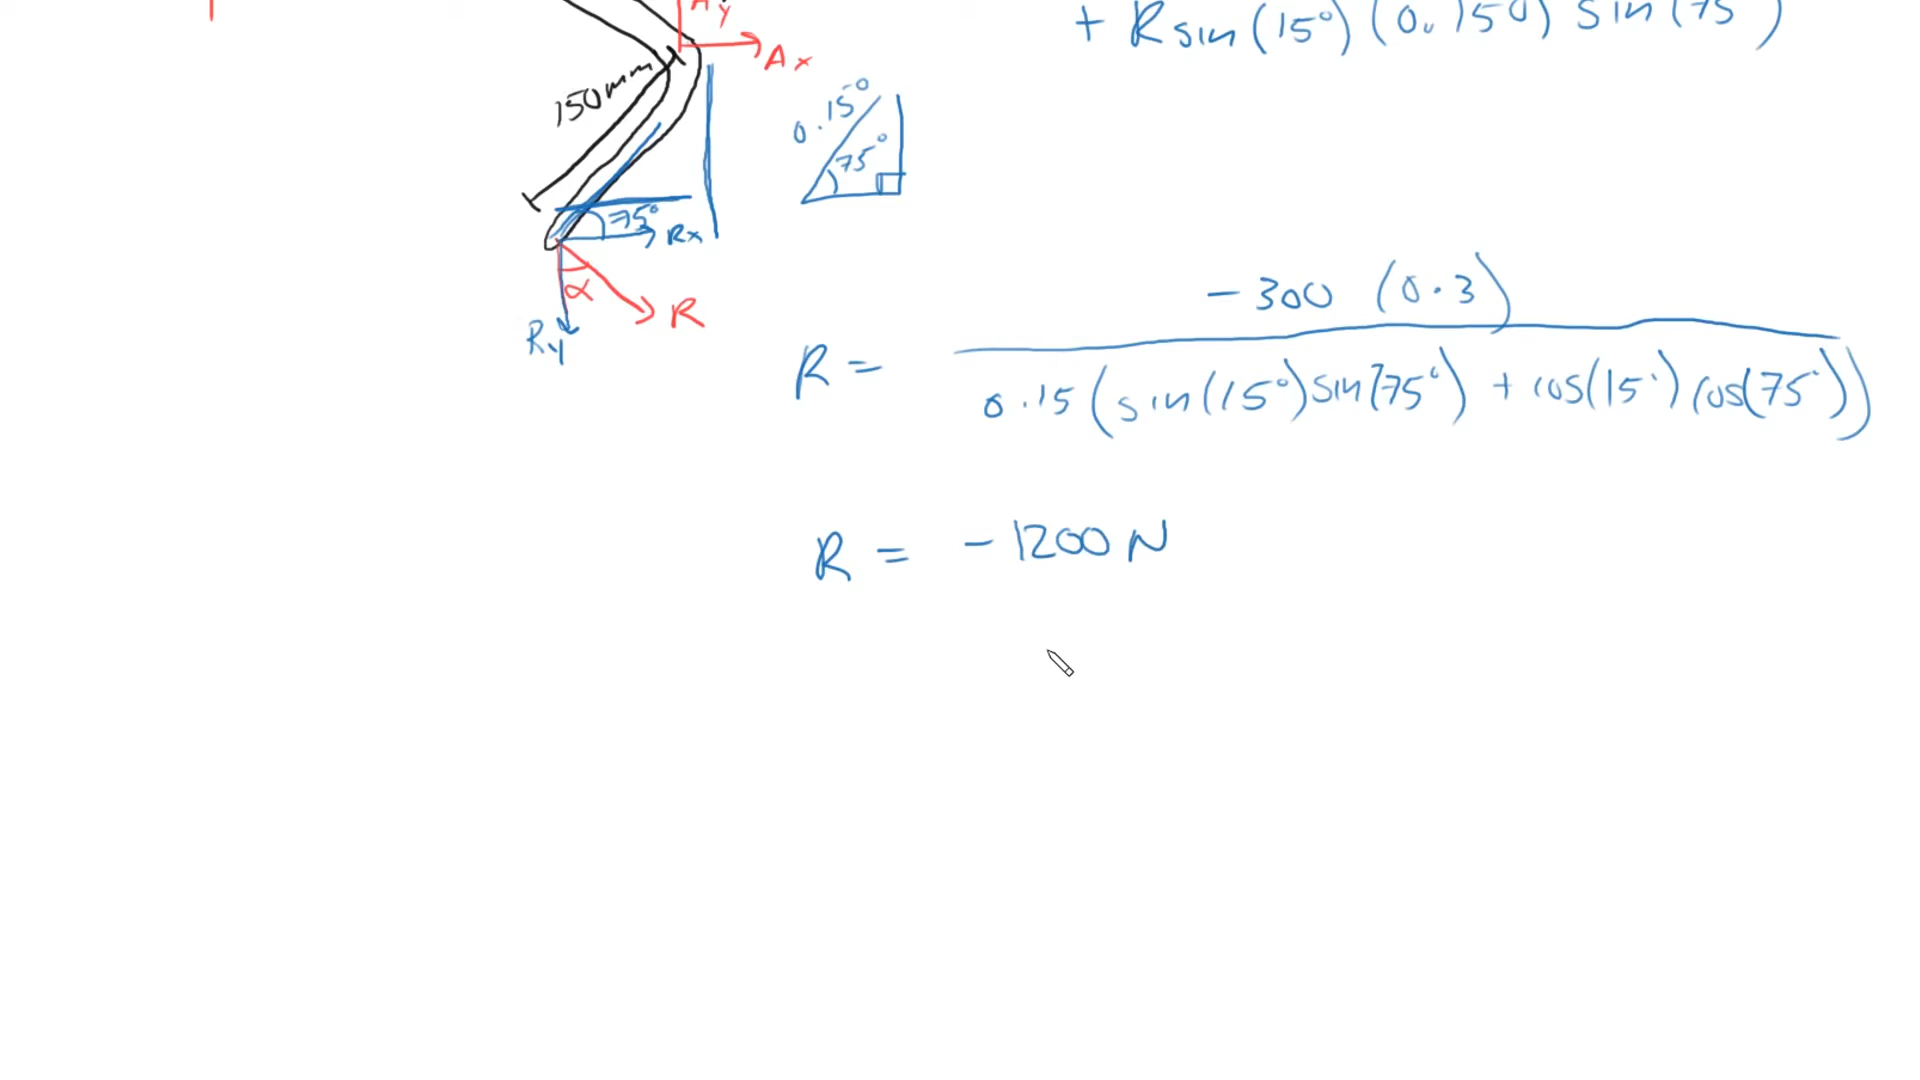 Ay
+ R sin (15°) (0.150) sin (75°)
Ax
150mm
0.15°
75°
75°
Rx
α
R
Ry
- 300 (0.3)
R =
0.15 (sin(15°) sin(75°) + cos(15°) cos(75°))
R = - 1200 N